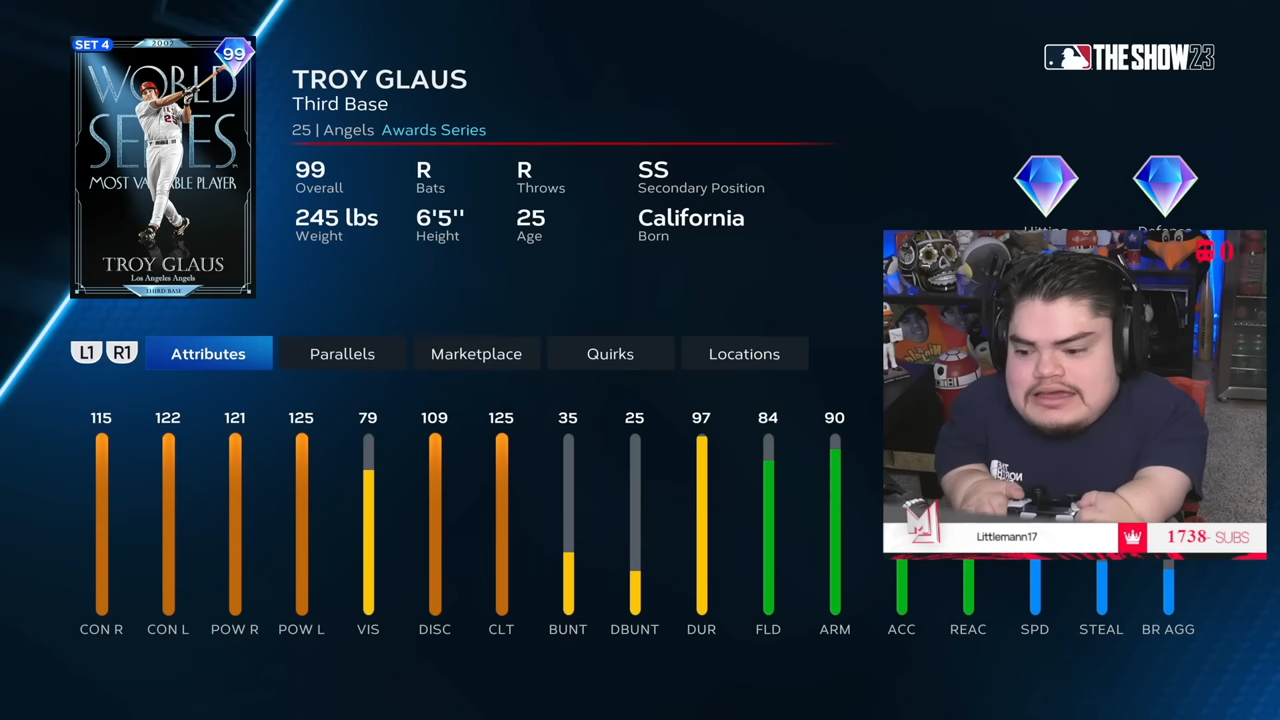 SET 4
2002
99
WORLD
SERIES
MOST VALUABLE PLAYER
TROY GLAUS
Los Angeles Angels
THIRD BASE
TROY GLAUS
Third Base
25 | Angels Awards Series
99 R R SS
Overall Bats Throws Secondary Position
245 lbs 6'5'' 25 California
Weight Height Age Born
MLB THE SHOW 23
Hitting Defense
0
L1 R1 Attributes Parallels Marketplace Quirks Locations
115 122 121 125 79 109 125 35 25 97 84 90
Littlemann17 1738- SUBS
CON R CON L POW R POW L VIS DISC CLT BUNT DBUNT DUR FLD ARM ACC REAC SPD STEAL BR AGG